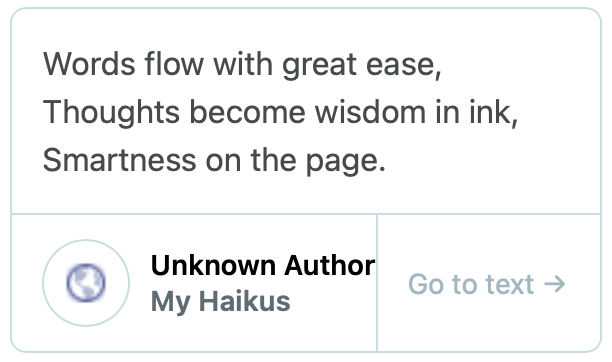 Words flow with great ease,
Thoughts become wisdom in ink,
Smartness on the page.
Unknown Author
My Haikus
Go to text →